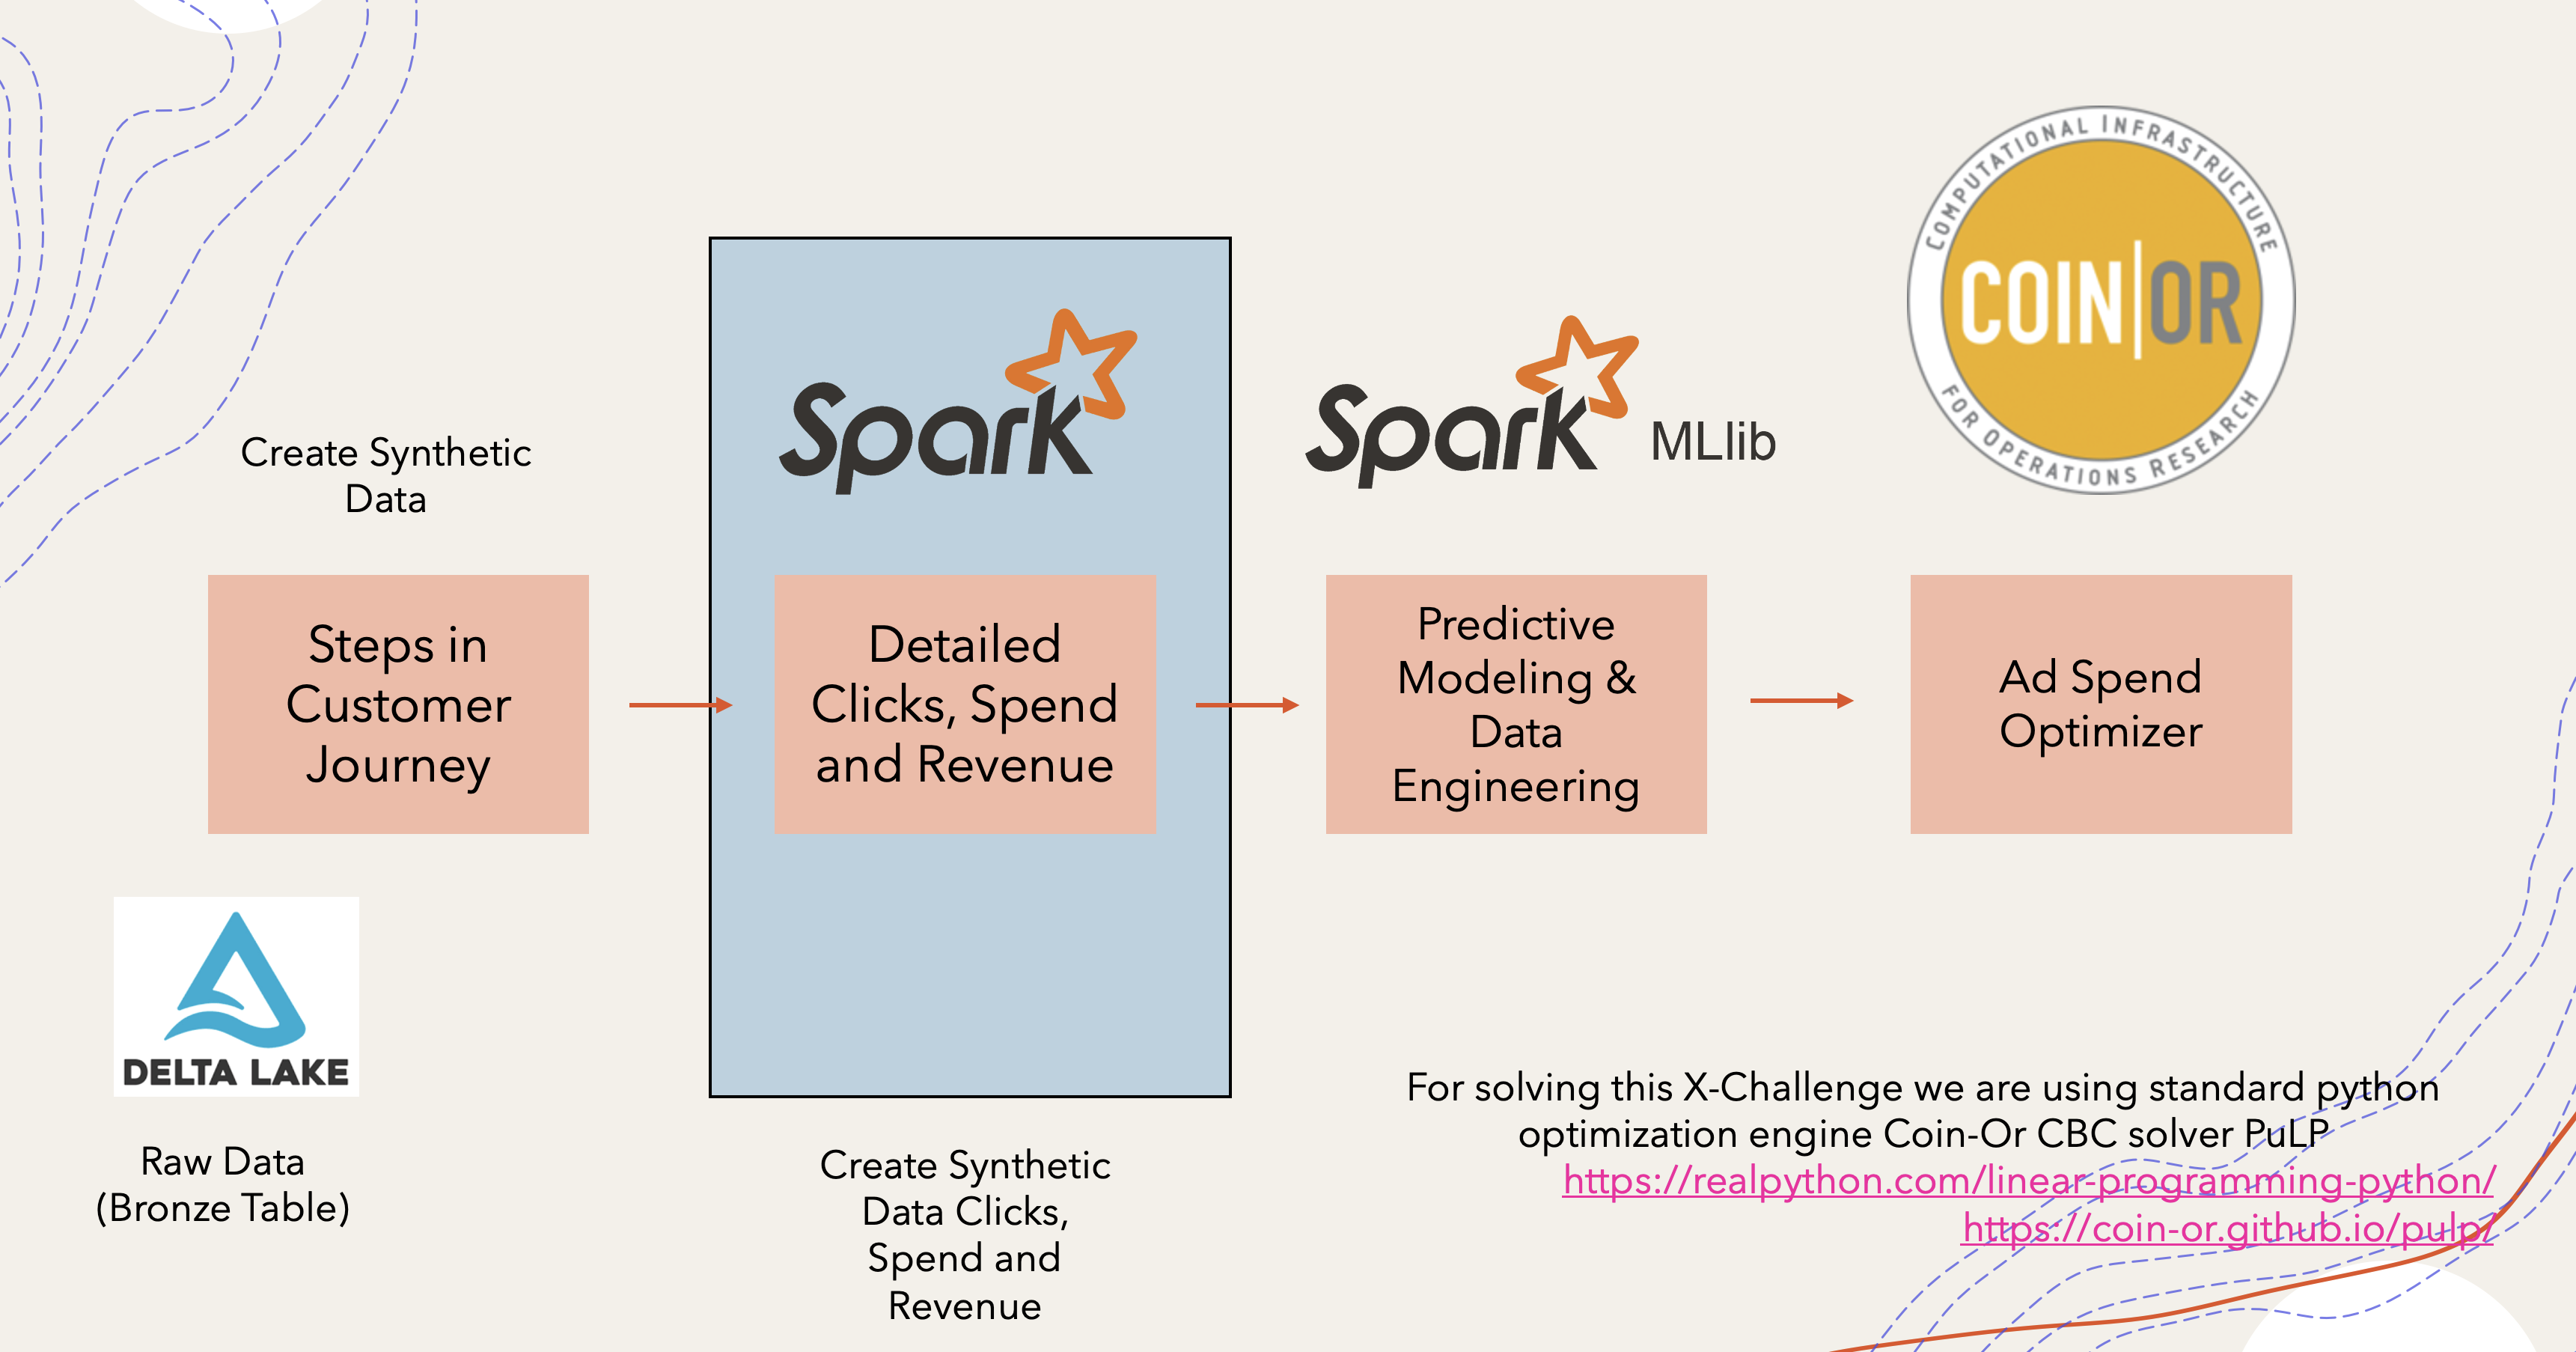 Create Synthetic
Data
Steps in
Customer
Journey
DELTA LAKE
Raw Data
(Bronze Table)
Spark
Detailed
Clicks, Spend
and Revenue
Create Synthetic
Data Clicks,
Spend and
Revenue
Spark MLlib
Predictive
Modeling &
Data
Engineering
COMPUTATIONAL INFRASTRUCTURE
COIN|OR
FOR OPERATIONS RESEARCH
Ad Spend
Optimizer
For solving this X-Challenge we are using standard python
optimization engine Coin-Or CBC solver PuLP
https://realpython.com/linear-programming-python/
https://coin-or.github.io/pulp/